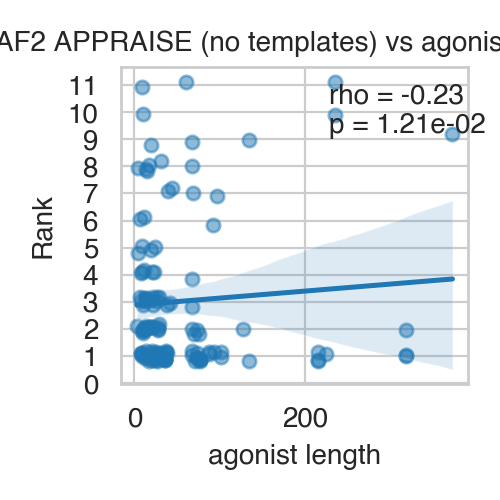 AF2 APPRAISE (no templates) vs agonis
11
10
9
8
7
6
5
4
3
2
1
0
Rank
rho = -0.23
p = 1.21e-02
0 200
agonist length